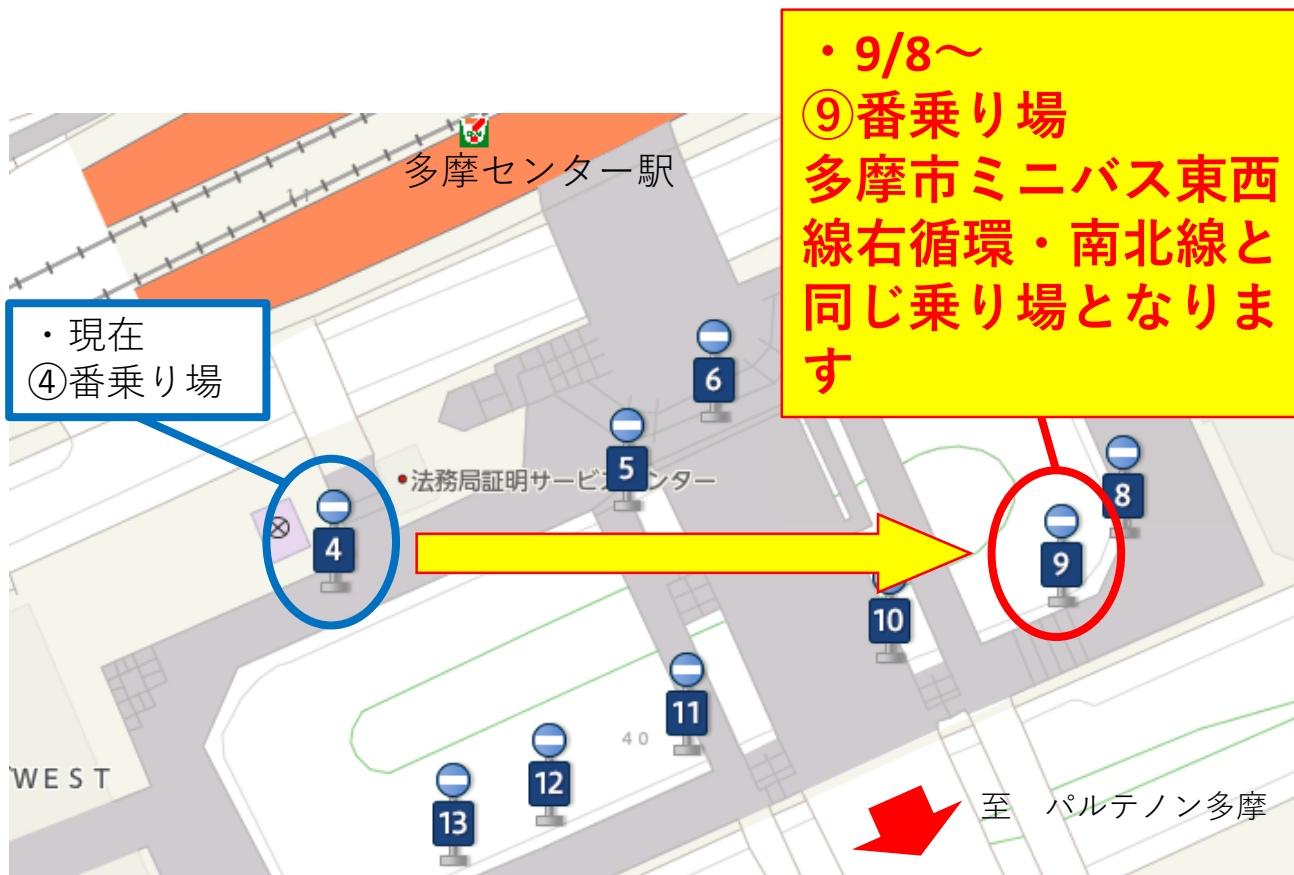 ・9/8～
⑨番乗り場
多摩市ミニバス東西
線右循環・南北線と
同じ乗り場となりま
す
多摩センター駅
・現在
④番乗り場
6
5
法務局証明サービスセンター
8
4
9
10
11
40
12
13
WEST
至　パルテノン多摩